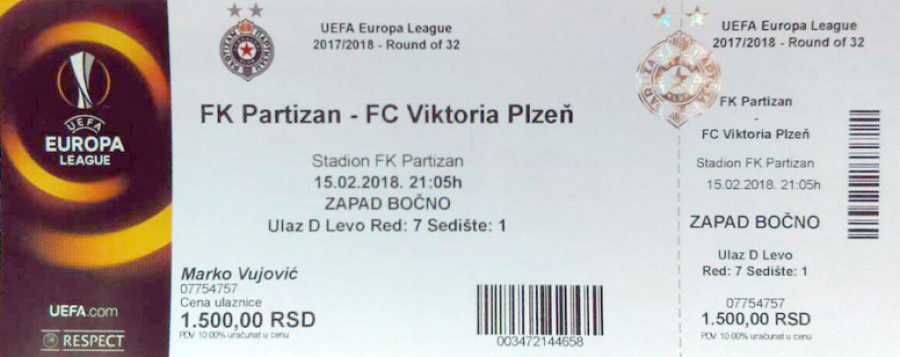 UEFA
EUROPA
LEAGUE
UEFA.com
RESPECT
UEFA Europa League
2017/2018 - Round of 32
PARTIZAN
FK Partizan - FC Viktoria Plzeň
Stadion FK Partizan
15.02.2018. 21:05h
ZAPAD BOČNO
Ulaz D Levo Red: 7 Sedište: 1
Marko Vujović
07754757
Cena ulaznice
1.500,00 RSD
PDV 10.00% uračunat u cenu
003472144658
UEFA Europa League
2017/2018 - Round of 32
FK Partizan
-
FC Viktoria Plzeň
Stadion FK Partizan
15.02.2018. 21:05h
ZAPAD BOČNO
Ulaz D Levo
Red: 7 Sedište: 1
07754757
1.500,00 RSD
PDV 10.00% uračunat u cenu